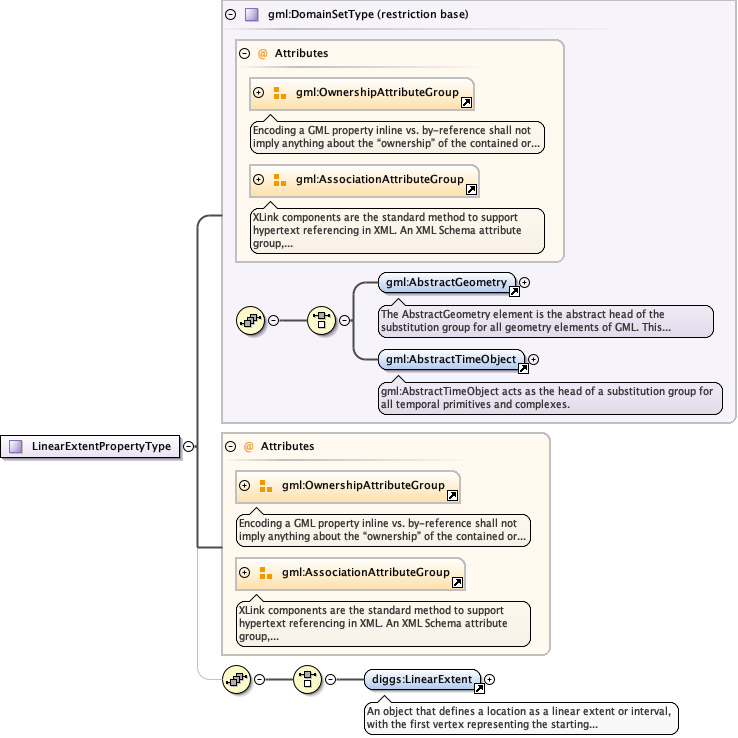 gml:DomainSetType (restriction base)
@ Attributes
gml:OwnershipAttributeGroup
Encoding a GML property inline vs. by-reference shall not
imply anything about the “ownership” of the contained or...
gml:AssociationAttributeGroup
XLink components are the standard method to support
hypertext referencing in XML. An XML Schema attribute
group,...
gml:AbstractGeometry
The AbstractGeometry element is the abstract head of the
substitution group for all geometry elements of GML. This...
gml:AbstractTimeObject
gml:AbstractTimeObject acts as the head of a substitution group for
all temporal primitives and complexes.
LinearExtentPropertyType
@ Attributes
gml:OwnershipAttributeGroup
Encoding a GML property inline vs. by-reference shall not
imply anything about the “ownership” of the contained or...
gml:AssociationAttributeGroup
XLink components are the standard method to support
hypertext referencing in XML. An XML Schema attribute
group,...
diggs:LinearExtent
An object that defines a location as a linear extent or interval,
with the first vertex representing the starting...